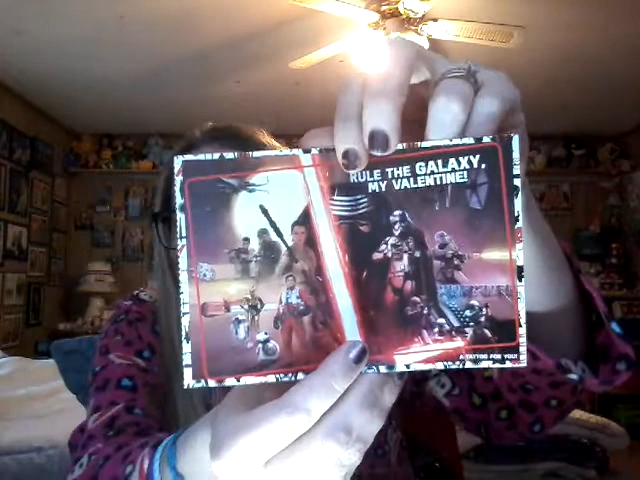 RULE THE GALAXY,
MY VALENTINE!
A TATTOO FOR YOU!